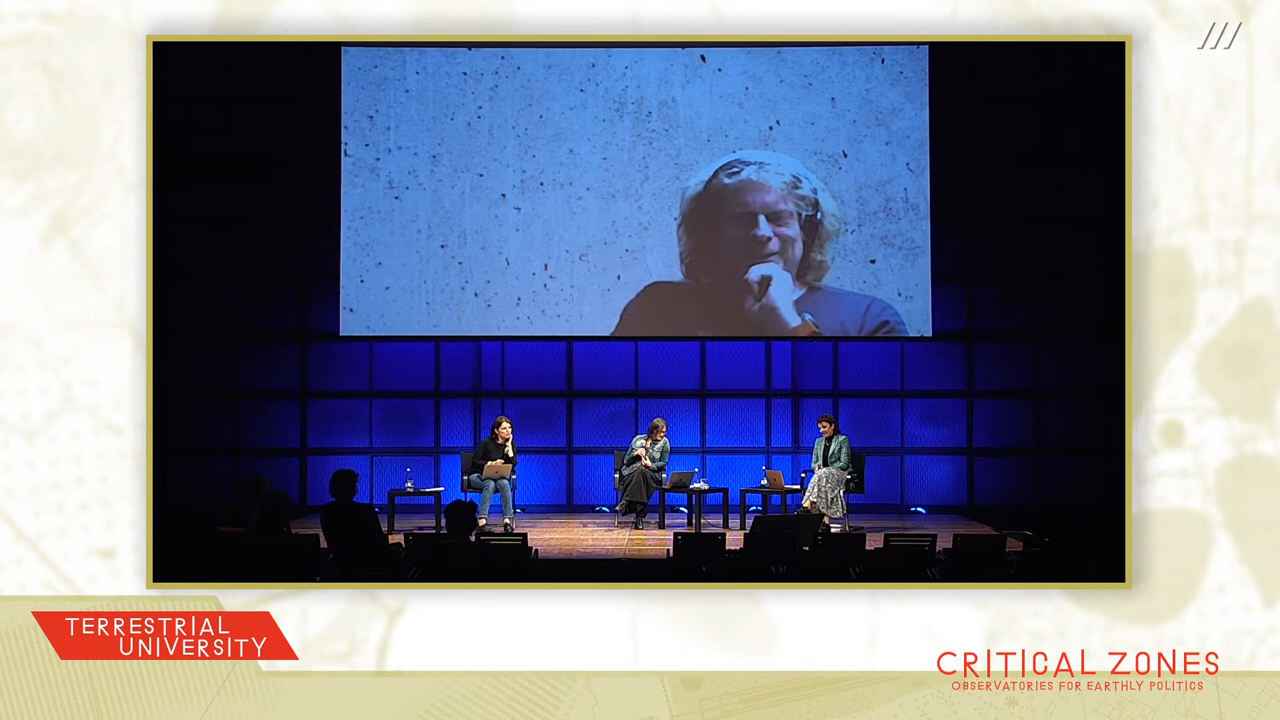 TERRESTRIAL
UNIVERSITY
CRITICAL ZONES
OBSERVATORIES FOR EARTHLY POLITICS